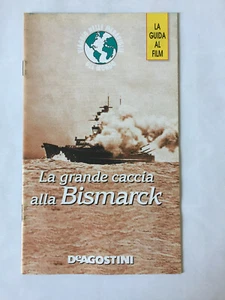 LA
GUIDA
AL
FILM
La grande caccia
alla Bismarck
DEAGOSTINI